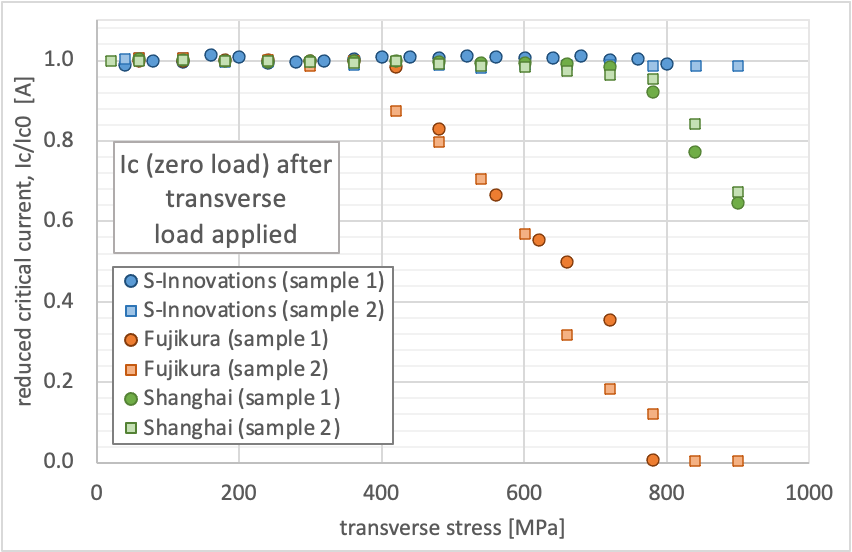 1.0
0.8
0.6
0.4
0.2
0.0
reduced critical current, Ic/Ic0 [A]
Ic (zero load) after
transverse
load applied
S-Innovations (sample 1)
S-Innovations (sample 2)
Fujikura (sample 1)
Fujikura (sample 2)
Shanghai (sample 1)
Shanghai (sample 2)
0 200 400 600 800 1000
transverse stress [MPa]